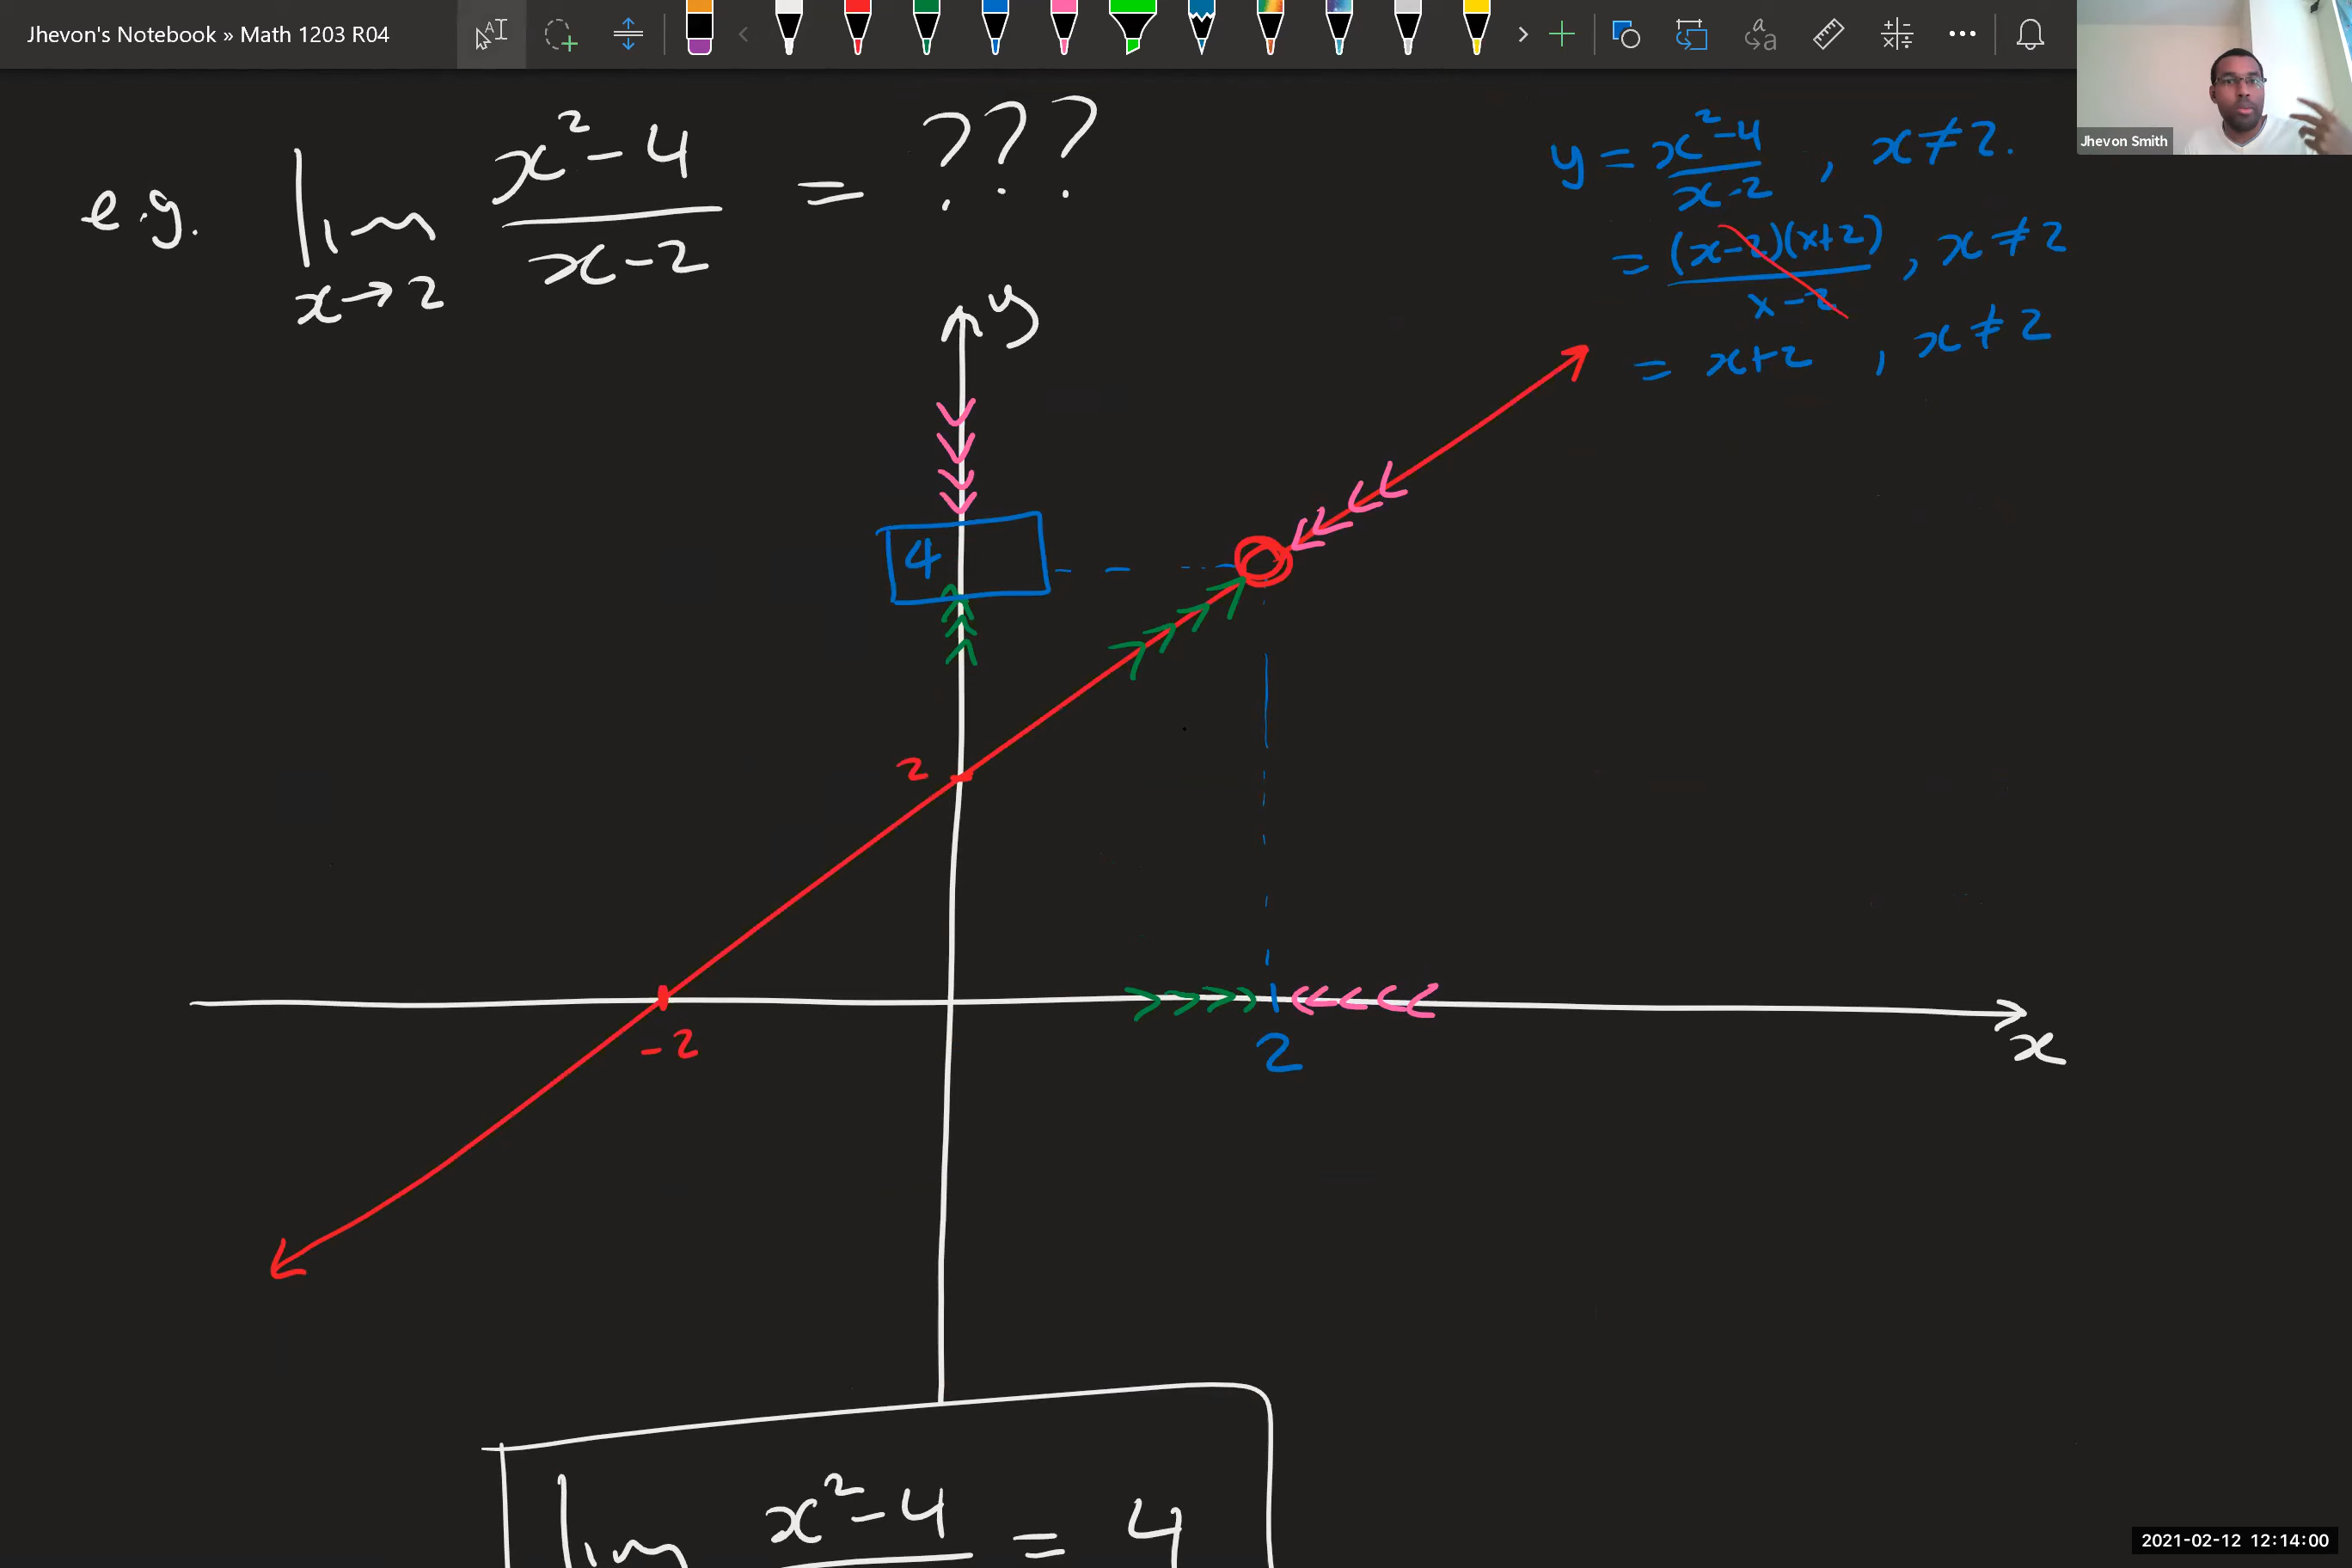 Jhevon's Notebook » Math 1203 R04
Jhevon Smith
e.g. lim x→2 (x²-4)/(x-2) = ???
y = (x²-4)/(x-2) , x≠2.
= (x-2)(x+2)/(x-2) , x≠2
= x+2 , x≠2
y
4
2
-2
2
x
lim x²-4 = 4
2021-02-12 12:14:00